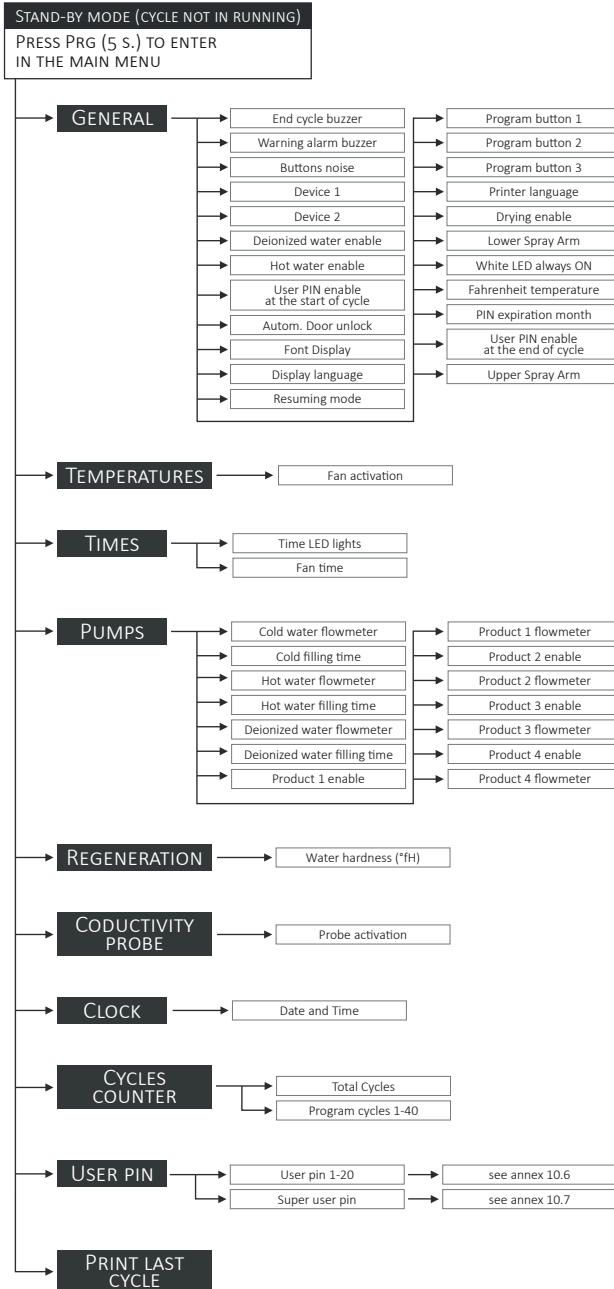 STAND-BY MODE (CYCLE NOT IN RUNNING)
PRESS PRG (5 S.) TO ENTER
IN THE MAIN MENU
GENERAL
End cycle buzzer
Warning alarm buzzer
Buttons noise
Device 1
Device 2
Deionized water enable
Hot water enable
User PIN enable
at the start of cycle
Autom. Door unlock
Font Display
Display language
Resuming mode
Program button 1
Program button 2
Program button 3
Printer language
Drying enable
Lower Spray Arm
White LED always ON
Fahrenheit temperature
PIN expiration month
User PIN enable
at the end of cycle
Upper Spray Arm
TEMPERATURES
Fan activation
TIMES
Time LED lights
Fan time
PUMPS
Cold water flowmeter
Cold filling time
Hot water flowmeter
Hot water filling time
Deionized water flowmeter
Deionized water filling time
Product 1 enable
Product 1 flowmeter
Product 2 enable
Product 2 flowmeter
Product 3 enable
Product 3 flowmeter
Product 4 enable
Product 4 flowmeter
REGENERATION
Water hardness (°fH)
CODUCTIVITY
PROBE
Probe activation
CLOCK
Date and Time
CYCLES
COUNTER
Total Cycles
Program cycles 1-40
USER PIN
User pin 1-20
see annex 10.6
Super user pin
see annex 10.7
PRINT LAST
CYCLE